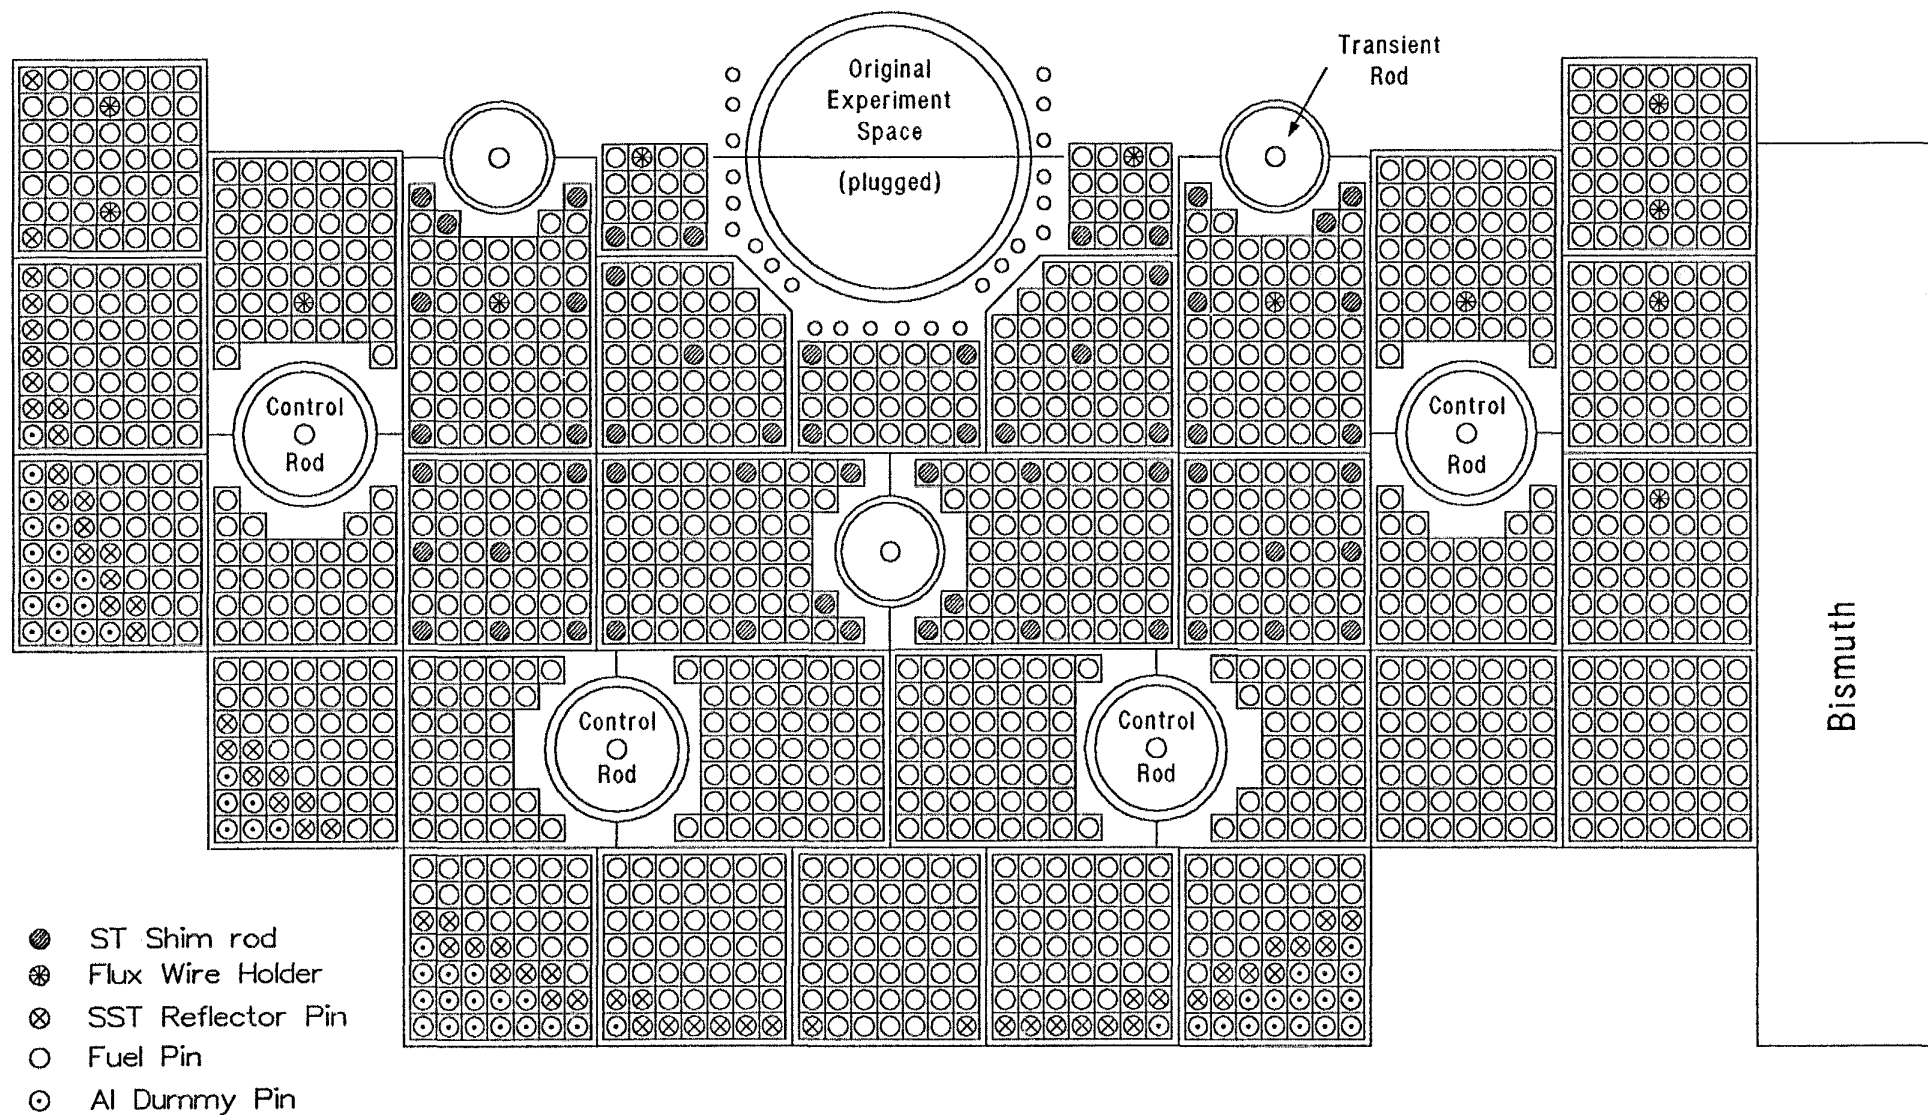 Original
Experiment
Space
(plugged)
Transient
Rod
Control
Rod
Control
Rod
Control
Rod
Control
Rod
Bismuth
ST Shim rod
Flux Wire Holder
SST Reflector Pin
Fuel Pin
Al Dummy Pin